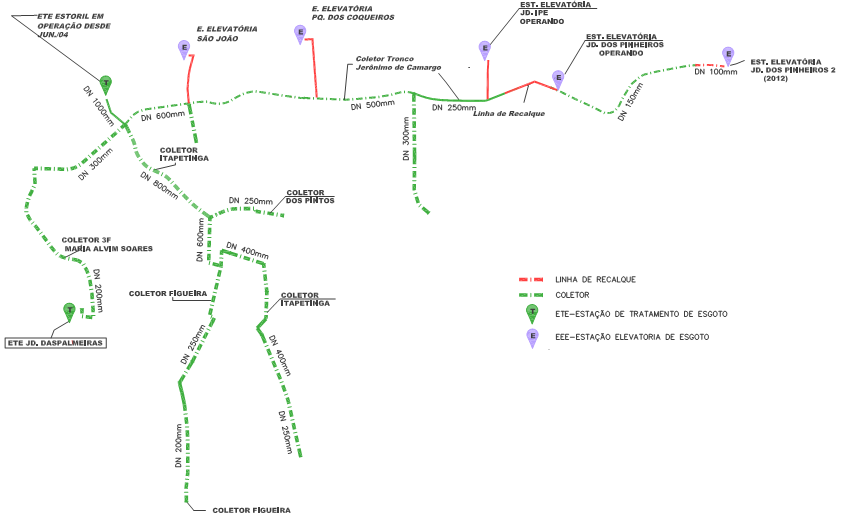 ETE ESTORIL EM
OPERAÇÃO DESDE
JUN./04
E. ELEVATÓRIA
SÃO JOÃO
E. ELEVATÓRIA
PQ. DOS COQUEIROS
EST. ELEVATÓRIA
JD. IPE
OPERANDO
EST. ELEVATÓRIA
JD. DOS PINHEIROS
OPERANDO
EST. ELEVATÓRIA
JD. DOS PINHEIROS 2
(2012)
E
E
E
E
E
T
Coletor Tronco
Jerônimo de Camargo
DN 1000mm
DN 600mm
DN 500mm
DN 250mm
Linha de Recalque
DN 150mm
DN 100mm
DN 300mm
DN 300mm
COLETOR
ITAPETINGA
DN 800mm
DN 250mm
COLETOR
DOS PINTOS
DN 600mm
DN 400mm
COLETOR 3F
MARIA ALVIM SOARES
DN 200mm
T
ETE JD. DASPALMEIRAS
COLETOR FIGUEIRA
COLETOR
ITAPETINGA
DN 250mm
DN 400mm
DN 250mm
DN 200mm
COLETOR FIGUEIRA
LINHA DE RECALQUE
COLETOR
T
ETE-ESTAÇÃO DE TRATAMENTO DE ESGOTO
E
EEE-ESTAÇÃO ELEVATORIA DE ESGOTO